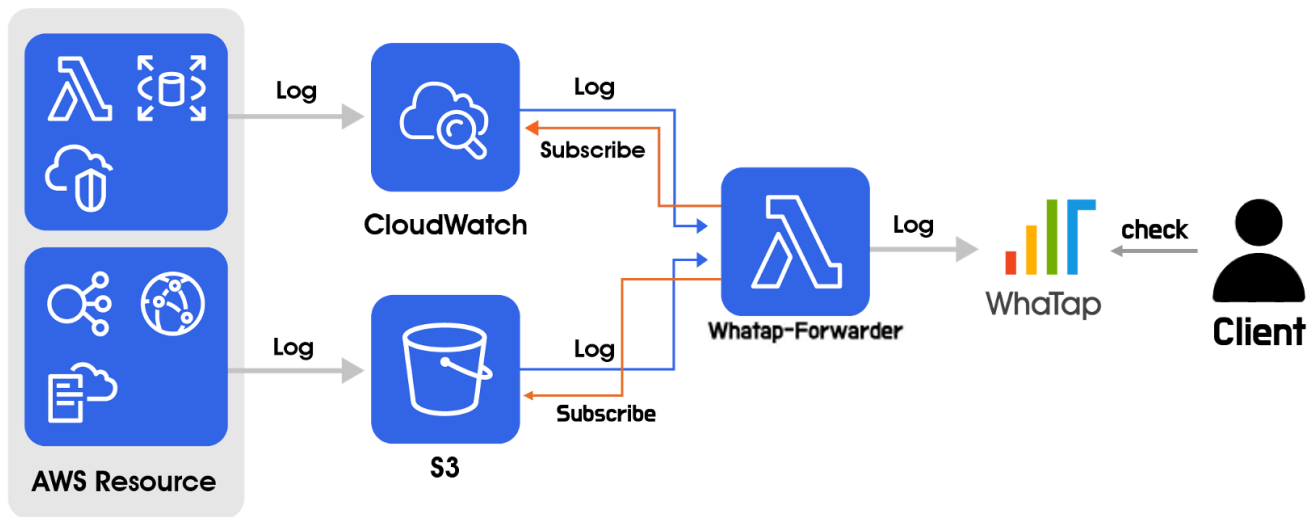 Log
Log
CloudWatch
Subscribe
Log
WhaTap
check
Client
Whatap-Forwarder
Log
Log
Subscribe
S3
AWS Resource